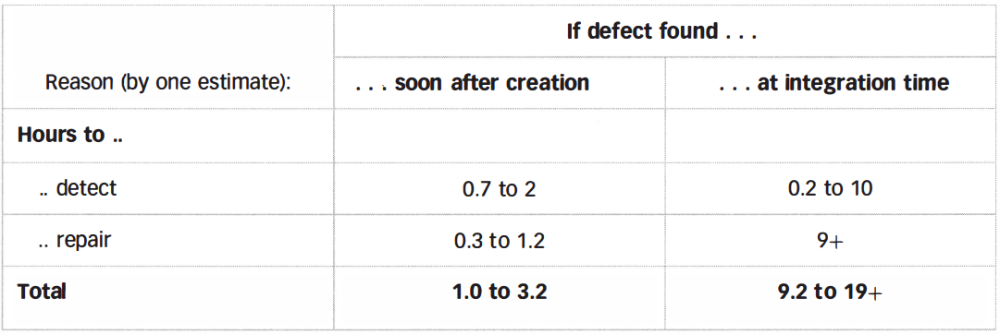 If defect found . . .
Reason (by one estimate): . . . soon after creation . . . at integration time
Hours to ..
.. detect 0.7 to 2 0.2 to 10
.. repair 0.3 to 1.2 9+
Total 1.0 to 3.2 9.2 to 19+